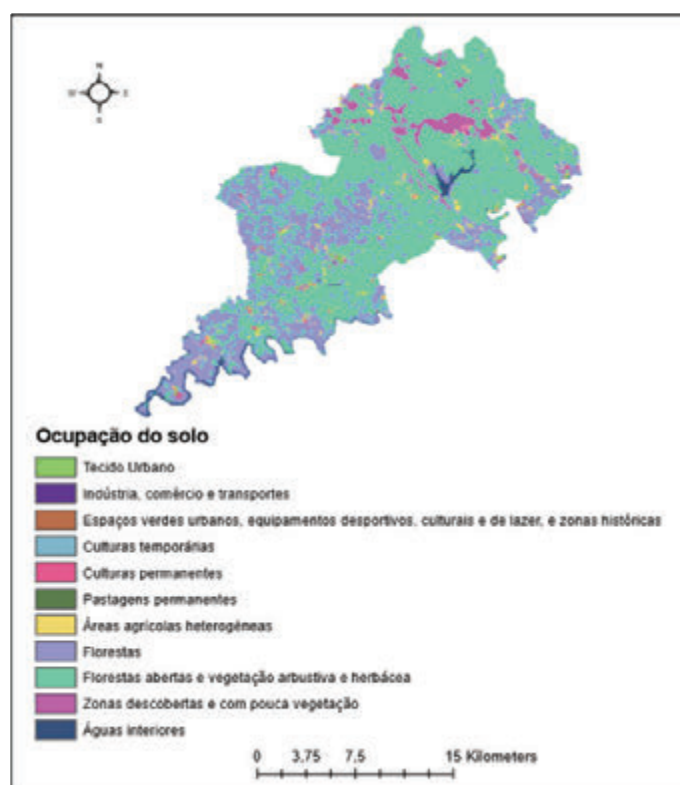 N
W E
S
Ocupação do solo
Tecido Urbano
Indústria, comércio e transportes
Espaços verdes urbanos, equipamentos desportivos, culturais e de lazer, e zonas históricas
Culturas temporárias
Culturas permanentes
Pastagens permanentes
Áreas agrícolas heterogéneas
Florestas
Florestas abertas e vegetação arbustiva e herbácea
Zonas descobertas e com pouca vegetação
Águas interiores
0 3.75 7.5 15 Kilometers